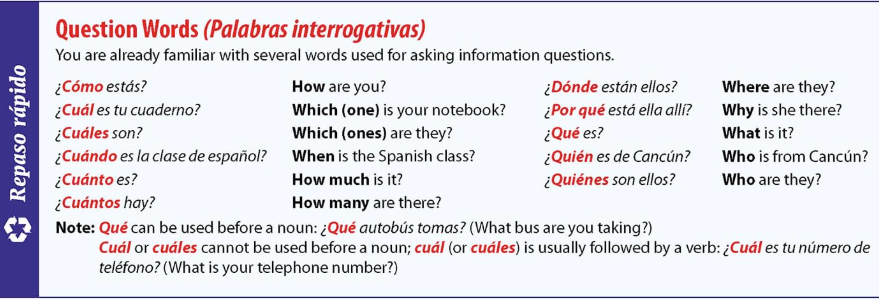 Repaso rápido
Question Words (Palabras interrogativas)
You are already familiar with several words used for asking information questions.
¿Cómo estás? How are you? ¿Dónde están ellos? Where are they?
¿Cuál es tu cuaderno? Which (one) is your notebook? ¿Por qué está ella allí? Why is she there?
¿Cuáles son? Which (ones) are they? ¿Qué es? What is it?
¿Cuándo es la clase de español? When is the Spanish class? ¿Quién es de Cancún? Who is from Cancún?
¿Cuánto es? How much is it? ¿Quiénes son ellos? Who are they?
¿Cuántos hay? How many are there?
Note: Qué can be used before a noun: ¿Qué autobús tomas? (What bus are you taking?)
Cuál or cuáles cannot be used before a noun; cuál (or cuáles) is usually followed by a verb: ¿Cuál es tu número de
teléfono? (What is your telephone number?)